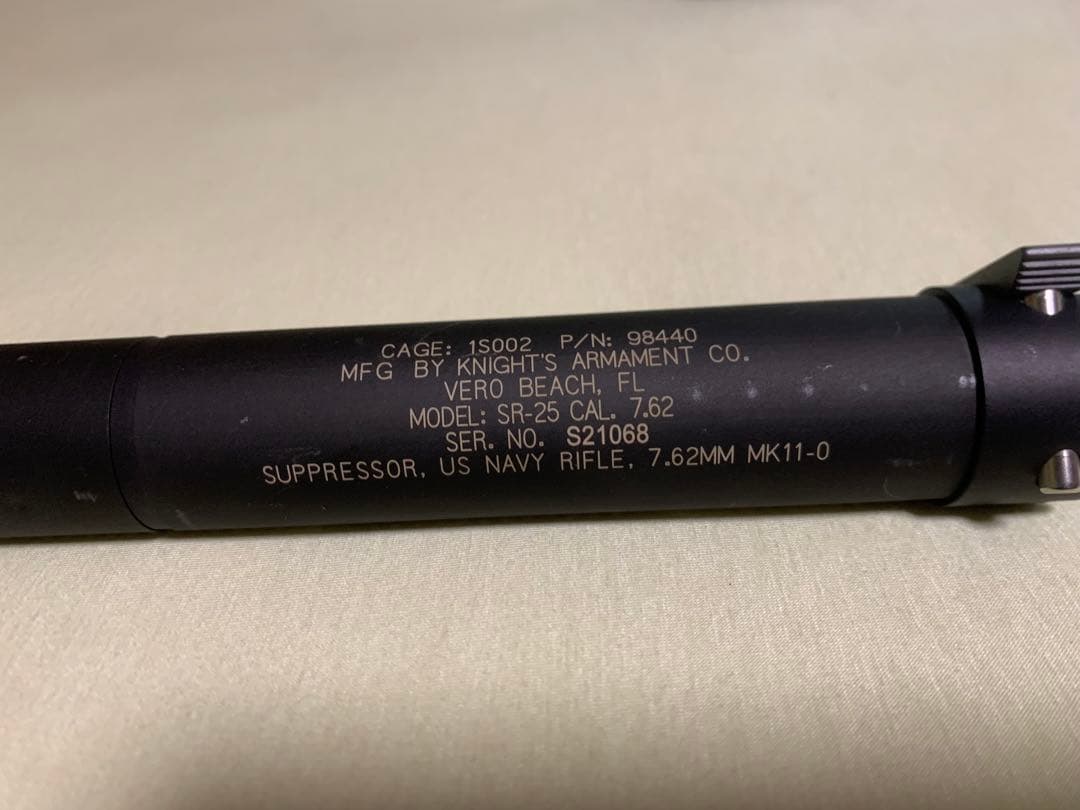 CAGE: 1S002 P/N: 98440
MFG BY KNIGHT'S ARMAMENT CO.
VERO BEACH, FL
MODEL: SR-25 CAL. 7.62
SER. NO. S21068
SUPPRESSOR, US NAVY RIFLE, 7.62MM MK11-0